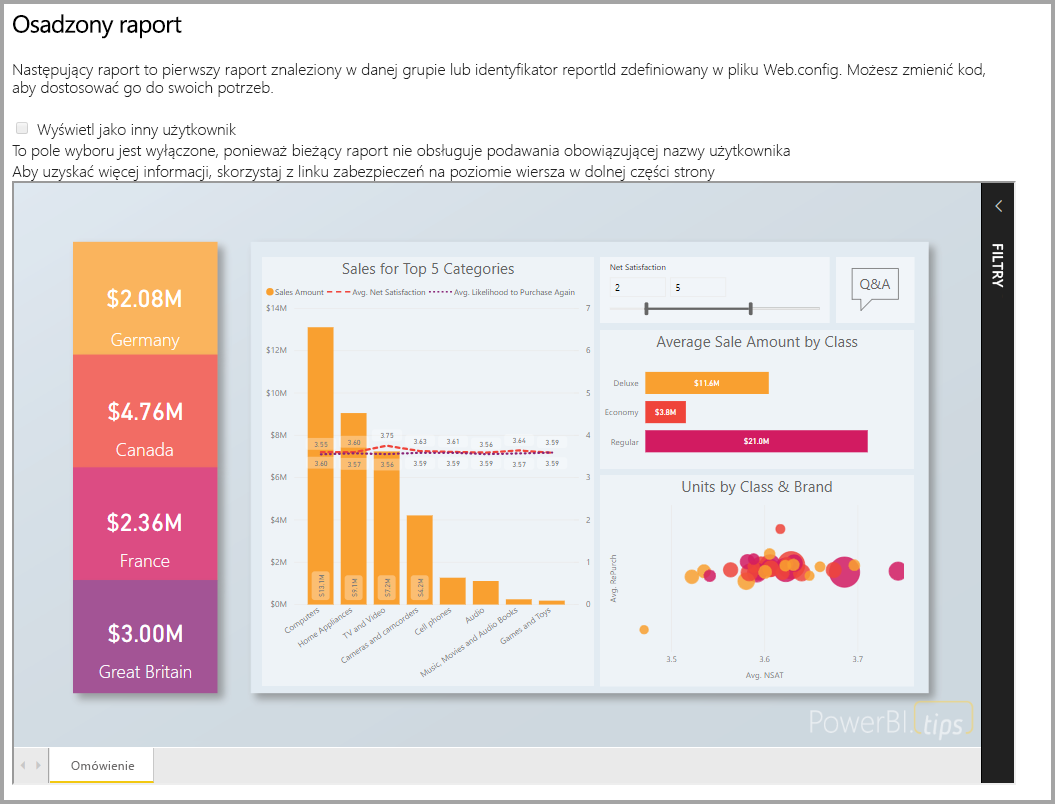 Osadzony raport
Następujący raport to pierwszy raport znaleziony w danej grupie lub identyfikator reportId zdefiniowany w pliku Web.config. Możesz zmienić kod,
aby dostosować go do swoich potrzeb.
Wyświetl jako inny użytkownik
To pole wyboru jest wyłączone, ponieważ bieżący raport nie obsługuje podawania obowiązującej nazwy użytkownika
Aby uzyskać więcej informacji, skorzystaj z linku zabezpieczeń na poziomie wiersza w dolnej części strony
$2.08M
Germany
$4.76M
Canada
$2.36M
France
$3.00M
Great Britain
Sales for Top 5 Categories
Sales Amount Avg. Net Satisfaction Avg. Likelihood to Purchase Again
$14M 7
$12M 6
$10M 5
$8M 4
$6M 3
$4M 2
$2M 1
$0M 0
3.55 3.60 3.75 3.63 3.61 3.56 3.64 3.59
3.60 3.57 3.56 3.59 3.59 3.59 3.57 3.59
$13.1M $9.1M $7.2M $4.2M
Computers
Home Appliances
TV and Video
Cameras and camcorders
Cell phones
Audio
Music, Movies and Audio Books
Games and Toys
Net Satisfaction
2 5
Q&A
Average Sale Amount by Class
Deluxe $11.6M
Economy $3.8M
Regular $21.0M
Units by Class & Brand
Avg. RePurch
3.5 3.6 3.7
Avg. NSAT
FILTRY
PowerBI.tips
Omówienie